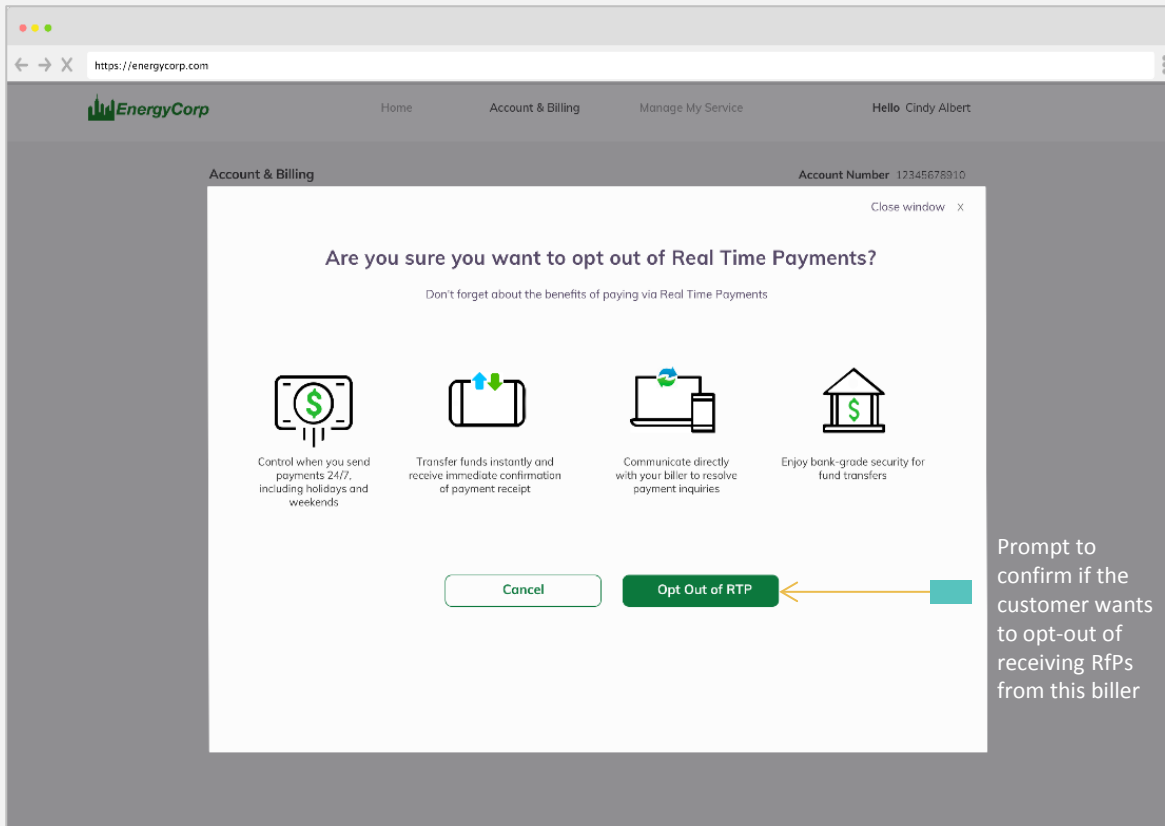 https://energycorp.com
EnergyCorp
Home
Account & Billing
Manage My Service
Hello Cindy Albert
Account & Billing
Account Number 12345678910
Close window X
Are you sure you want to opt out of Real Time Payments?
Don't forget about the benefits of paying via Real Time Payments
Control when you send
payments 24/7,
including holidays and
weekends
Transfer funds instantly and
receive immediate confirmation
of payment receipt
Communicate directly
with your biller to resolve
payment inquiries
Enjoy bank-grade security for
fund transfers
Cancel
Opt Out of RTP
Prompt to
confirm if the
customer wants
to opt-out of
receiving RfPs
from this biller